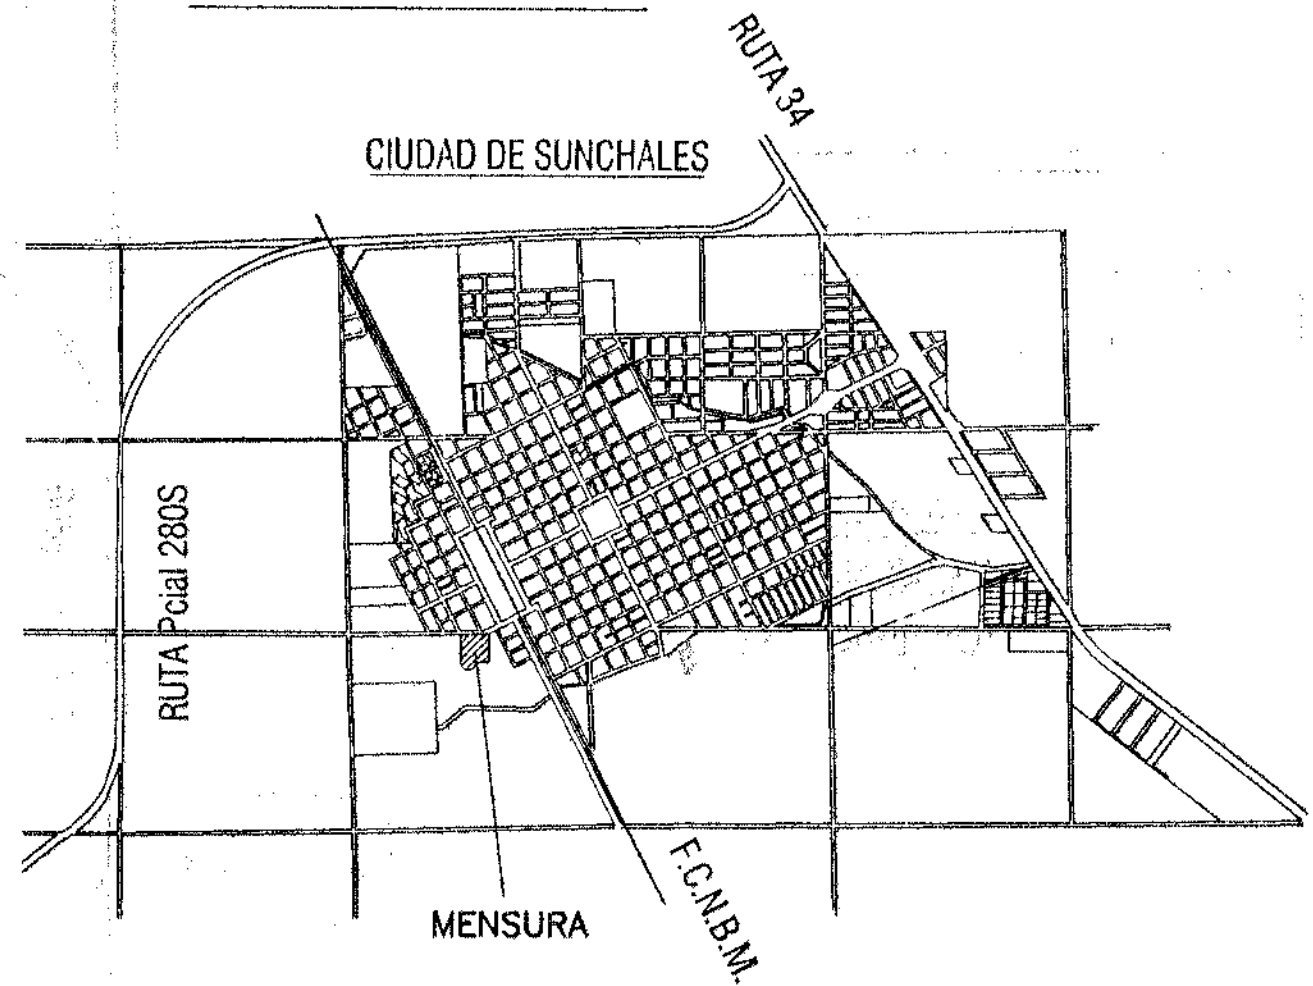 RUTA 34
CIUDAD DE SUNCHALES
RUTA Pcial 280S
F.C.N.B.M.
MENSURA